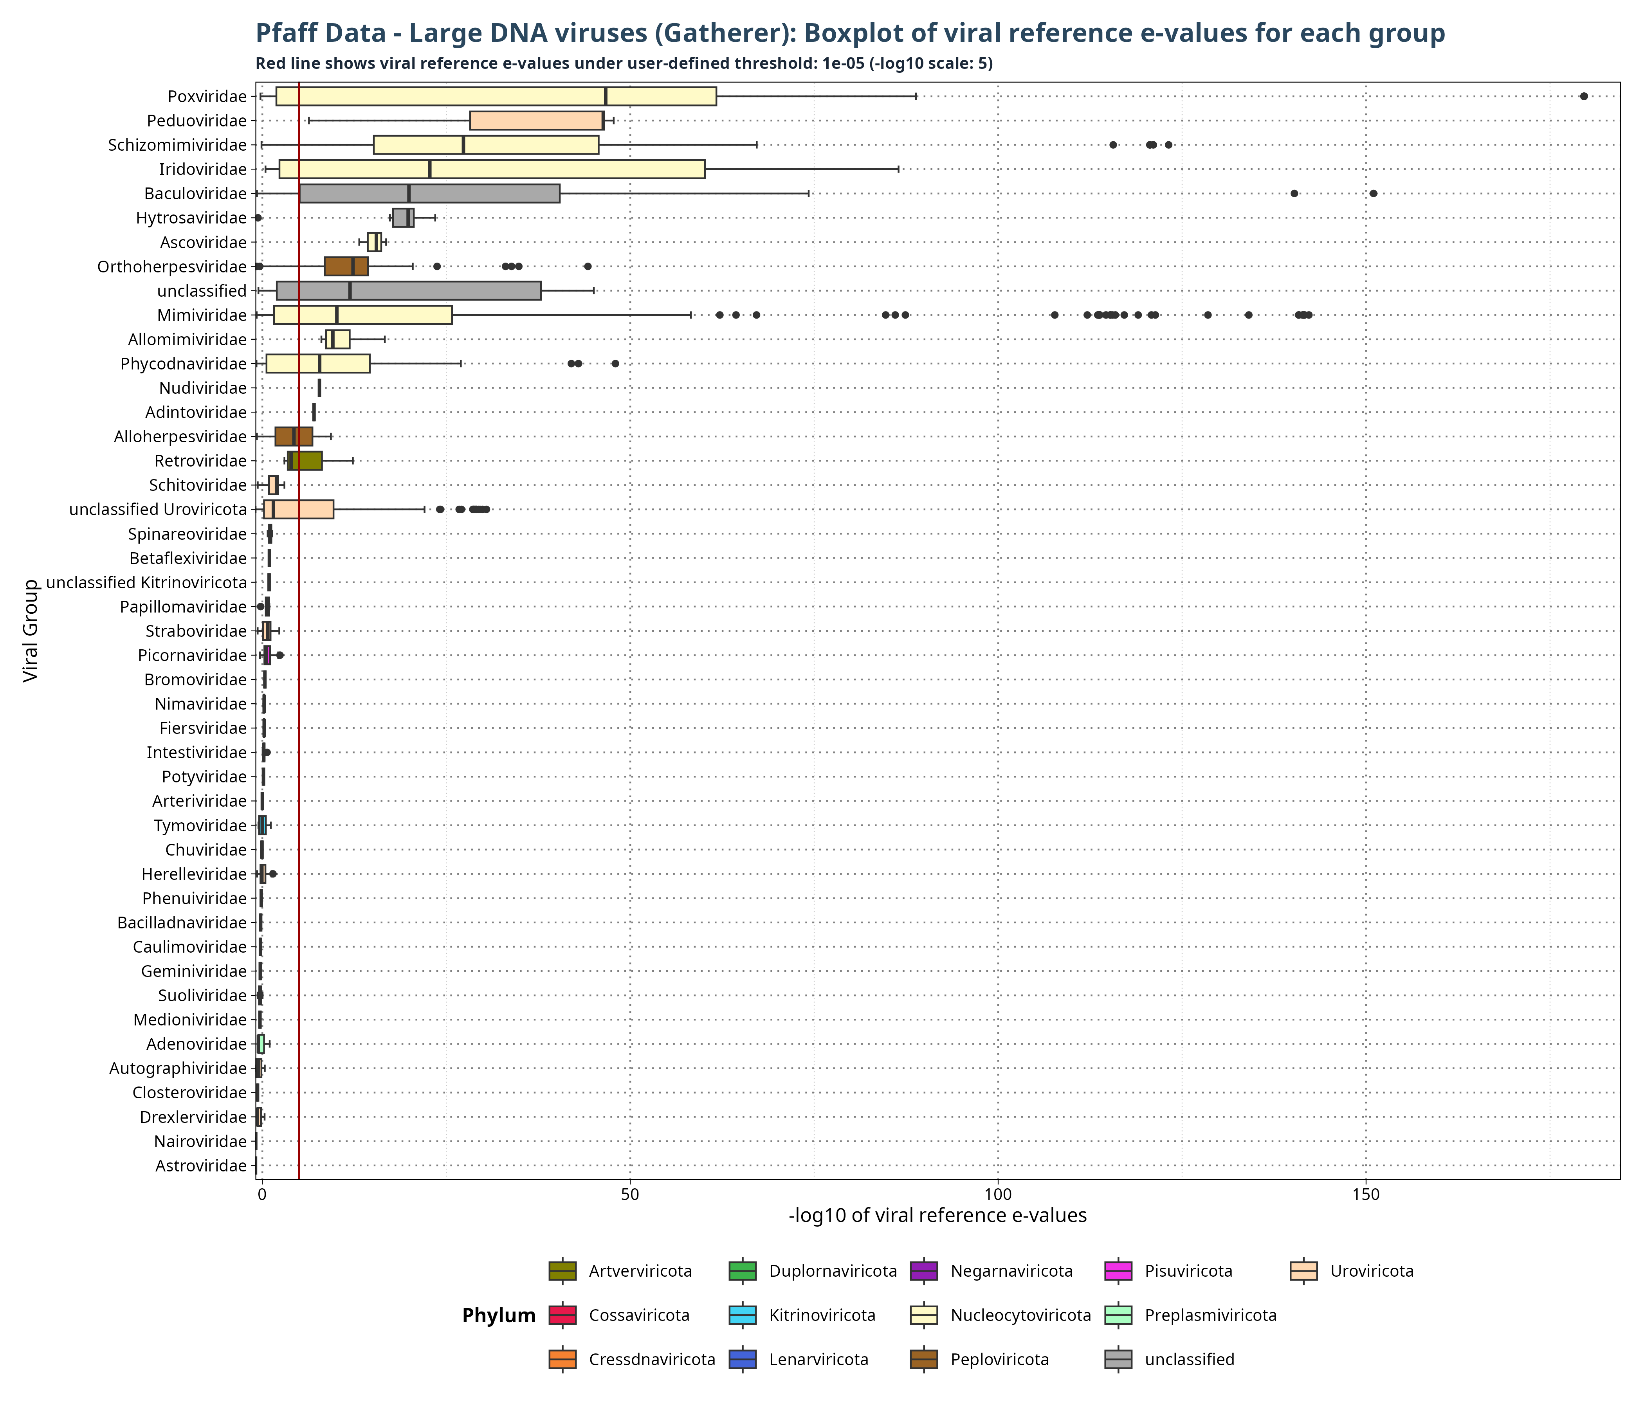 Pfaff Data - Large DNA viruses (Gatherer): Boxplot of viral reference e-values for each group
Red line shows viral reference e-values under user-defined threshold: 1e-05 (-log10 scale: 5)
Viral Group
Poxviridae
Peduoviridae
Schizomimiviridae
Iridoviridae
Baculoviridae
Hytrosaviridae
Ascoviridae
Orthoherpesviridae
unclassified
Mimiviridae
Allomimiviridae
Phycodnaviridae
Nudiviridae
Adintoviridae
Alloherpesviridae
Retroviridae
Schitoviridae
unclassified Uroviricota
Spinareoviridae
Betaflexiviridae
unclassified Kitrinoviricota
Papillomaviridae
Straboviridae
Picornaviridae
Bromoviridae
Nimaviridae
Fiersviridae
Intestiviridae
Potyviridae
Arteriviridae
Tymoviridae
Chuviridae
Herelleviridae
Phenuiviridae
Bacilladnaviridae
Caulimoviridae
Geminiviridae
Suoliviridae
Medioniviridae
Adenoviridae
Autographiviridae
Closteroviridae
Drexlerviridae
Nairoviridae
Astroviridae
0 50 100 150
-log10 of viral reference e-values
Artverviricota Duplornaviricota Negarnaviricota Pisuviricota Uroviricota
Phylum Cossaviricota Kitrinoviricota Nucleocytoviricota Preplasmiviricota
Cressdnaviricota Lenarviricota Peploviricota unclassified